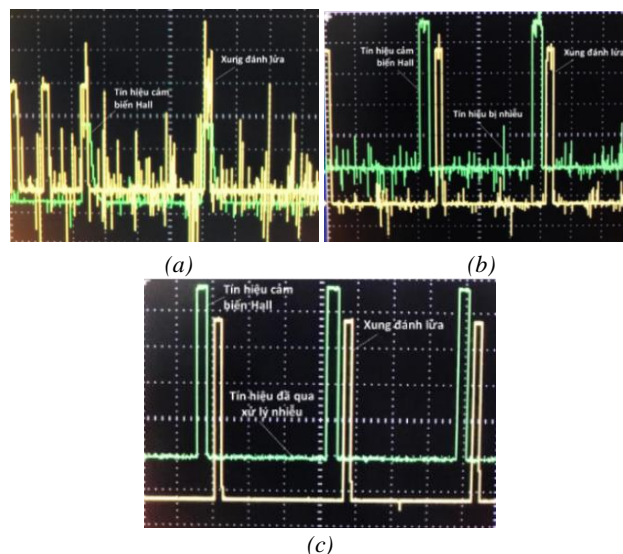 Tín hiệu cảm
biến Hall
Xung đánh lửa
(a)
Tín hiệu cảm
biến Hall
Xung đánh lửa
Tín hiệu bị nhiễu
(b)
Tín hiệu cảm
biến Hall
Xung đánh lửa
Tín hiệu đã qua
xử lý nhiễu
(c)